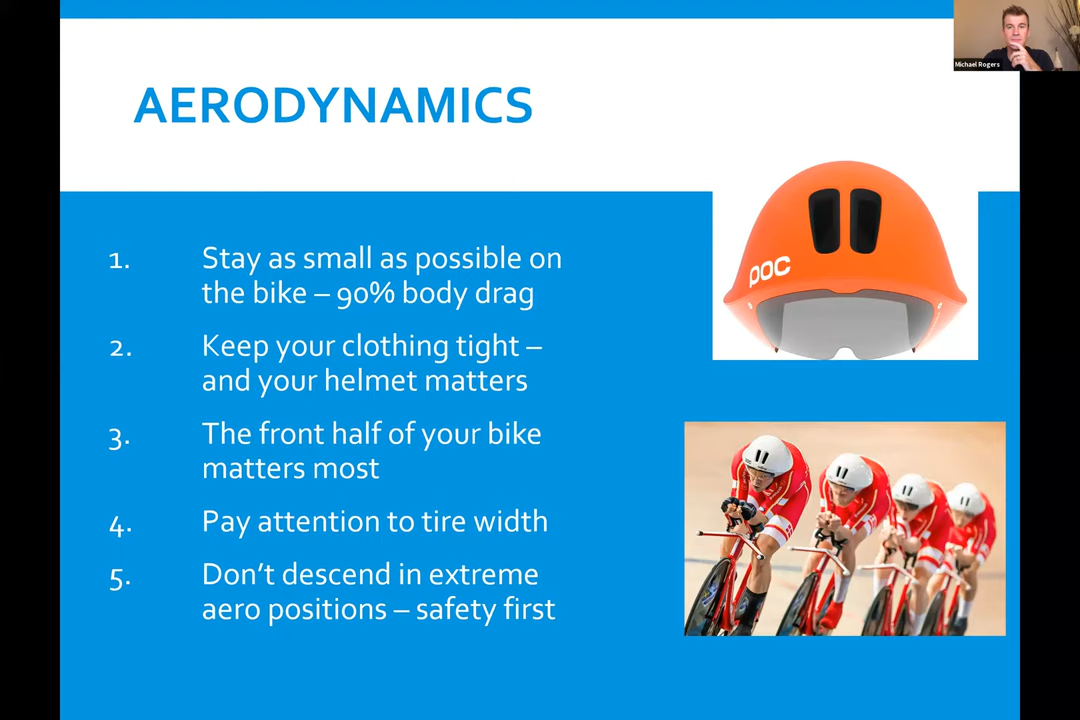 Michael Rogers
AERODYNAMICS
poc
1. Stay as small as possible on
the bike – 90% body drag
2. Keep your clothing tight –
and your helmet matters
3. The front half of your bike
matters most
4. Pay attention to tire width
5. Don't descend in extreme
aero positions – safety first